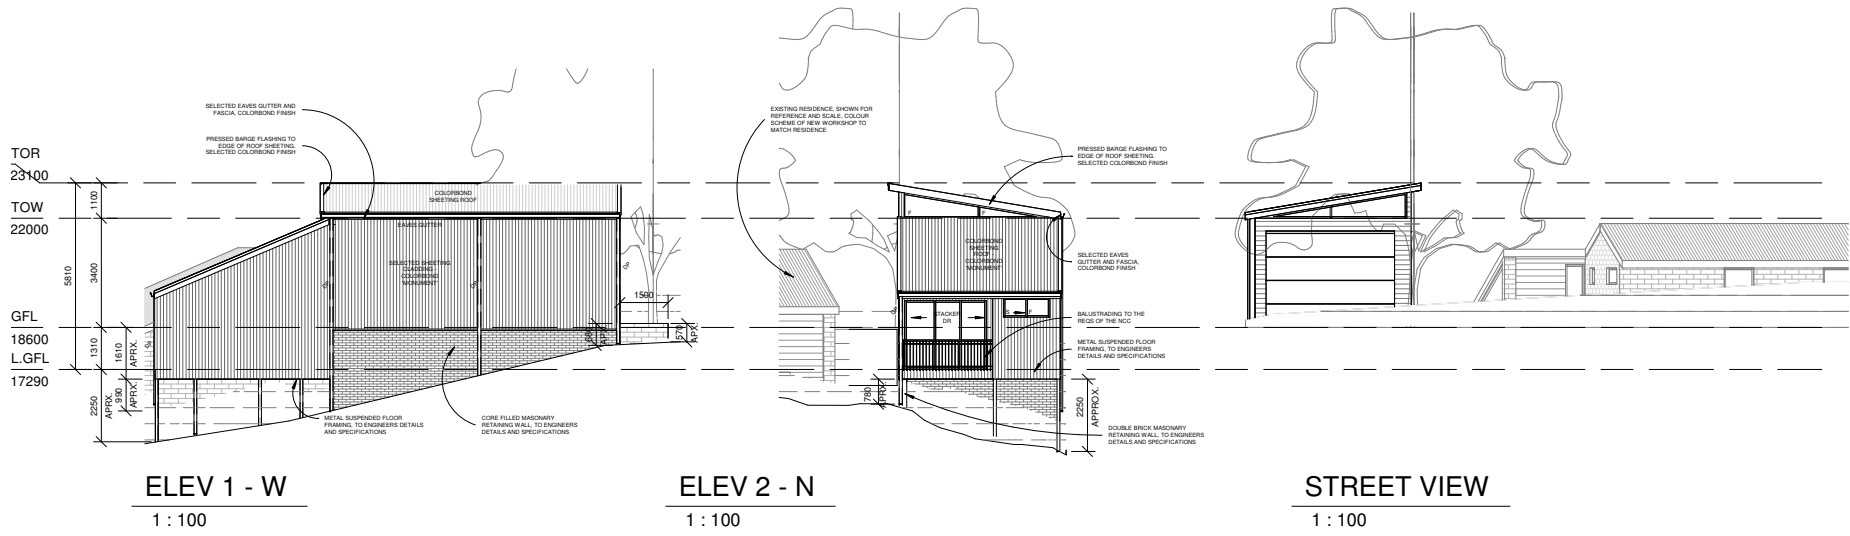 SELECTED EAVES GUTTER AND
FASCIA, COLORBOND FINISH
PRESSED BARGE FLASHING TO
EDGE OF ROOF SHEETING.
SELECTED COLORBOND FINISH
TOR
23100
TOW
22000
GFL
18600
L.GFL
17290
5810
1100
3400
1310
2250
APRX.
1610
APRX.
990
APRX.
COLORBOND
SHEETING ROOF
EAVES GUTTER
SELECTED SHEETING
CLADDING -
COLORBOND
'MONUMENT'
DP
DP
DP
1500
APX.
570
APX.
METAL SUSPENDED FLOOR
FRAMING, TO ENGINEERS DETAILS
AND SPECIFICATIONS
CORE FILLED MASONARY
RETAINING WALL, TO ENGINEERS
DETAILS AND SPECIFICATIONS
ELEV 1 - W
1 : 100
EXISTING RESIDENCE, SHOWN FOR
REFERENCE AND SCALE, COLOUR
SCHEME OF NEW WORKSHOP TO
MATCH RESIDENCE
PRESSED BARGE FLASHING TO
EDGE OF ROOF SHEETING.
SELECTED COLORBOND FINISH
F
F
COLORBOND
SHEETING
ROOF -
COLORBOND
'MONUMENT'
SELECTED EAVES
GUTTER AND FASCIA,
COLORBOND FINISH
DP
STACKER
DR
S
F
BALUSTRADING TO THE
REQS OF THE NCC
METAL SUSPENDED FLOOR
FRAMING, TO ENGINEERS
DETAILS AND SPECIFICATIONS
780
APRX.
2250
APPROX.
DOUBLE BRICK MASONARY
RETAINING WALL, TO ENGINEERS
DETAILS AND SPECIFICATIONS
ELEV 2 - N
1 : 100
STREET VIEW
1 : 100